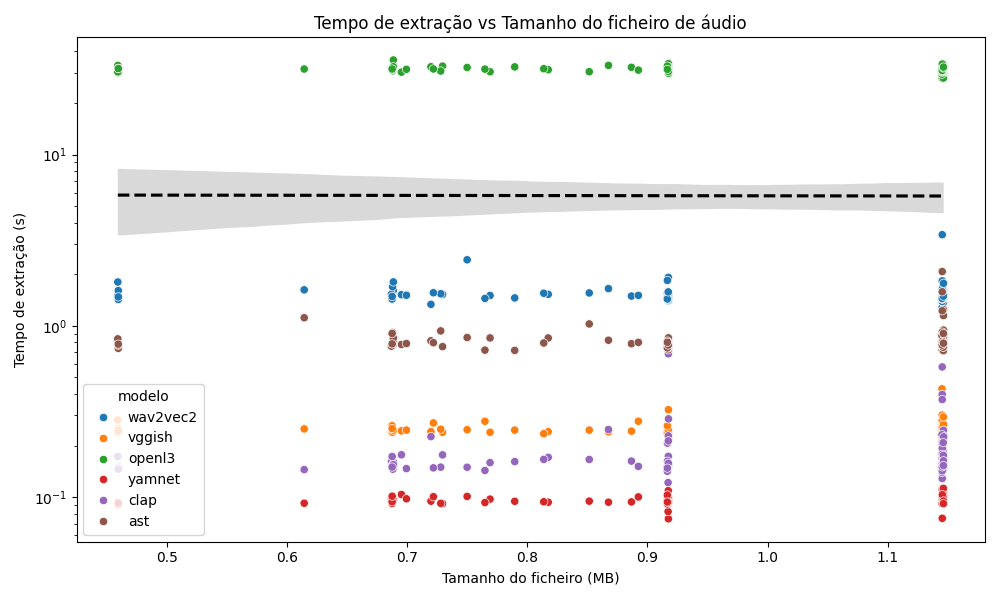 Tempo de extração vs Tamanho do ficheiro de áudio
Tempo de extração (s)
10¹
10⁰
10⁻¹
modelo
wav2vec2
vggish
openl3
yamnet
clap
ast
0.5 0.6 0.7 0.8 0.9 1.0 1.1
Tamanho do ficheiro (MB)